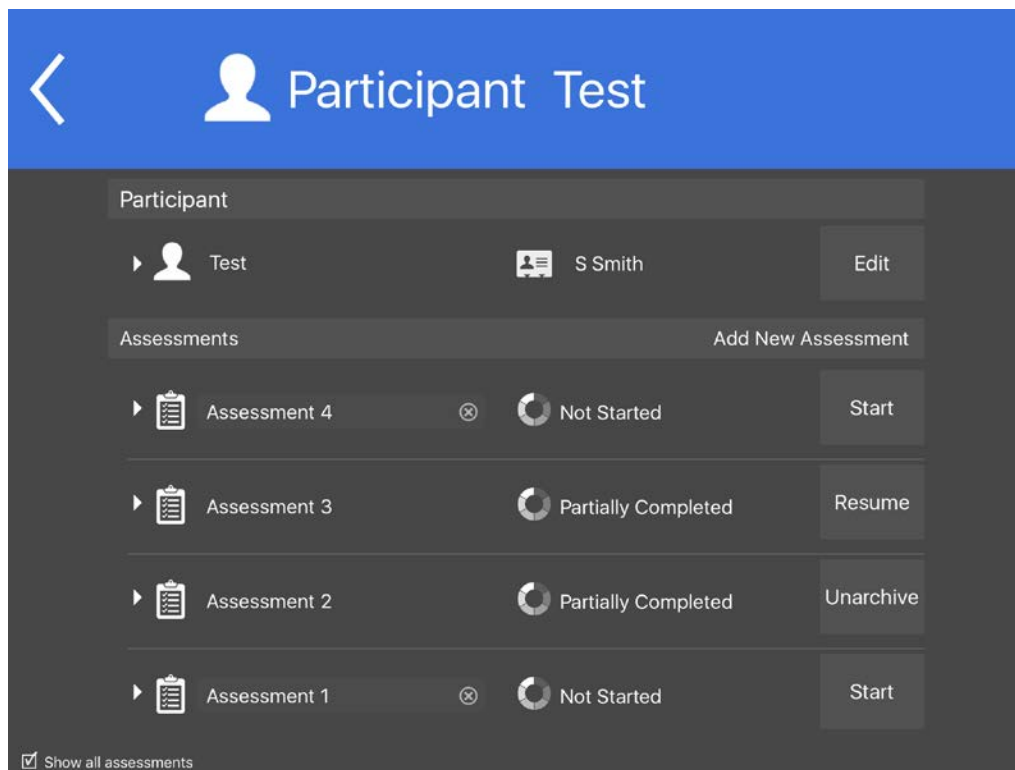 Participant Test
Participant
Test S Smith Edit
Assessments Add New Assessment
Assessment 4 Not Started Start
Assessment 3 Partially Completed Resume
Assessment 2 Partially Completed Unarchive
Assessment 1 Not Started Start
Show all assessments